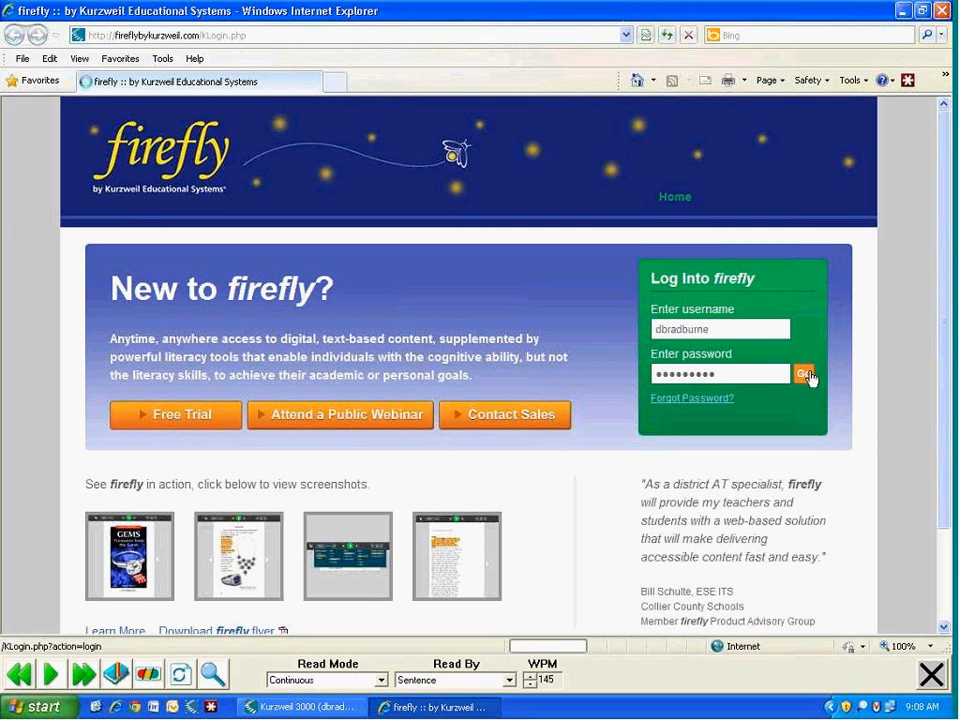 firefly :: by Kurzweil Educational Systems - Windows Internet Explorer
http://fireflybykurzweil.com/KLogin.php
Bing
File Edit View Favorites Tools Help
Favorites
firefly :: by Kurzweil Educational Systems
Page Safety Tools
firefly
by Kurzweil Educational Systems
Home
New to firefly?
Anytime, anywhere access to digital, text-based content, supplemented by
powerful literacy tools that enable individuals with the cognitive ability, but not
the literacy skills, to achieve their academic or personal goals.
Free Trial
Attend a Public Webinar
Contact Sales
Log Into firefly
Enter username
dbradburne
Enter password
Go
Forgot Password?
See firefly in action, click below to view screenshots.
GEMS
Learn More Download firefly flyer
"As a district AT specialist, firefly
will provide my teachers and
students with a web-based solution
that will make delivering
accessible content fast and easy."
Bill Schulte, ESE ITS
Collier County Schools
Member firefly Product Advisory Group
/KLogin.php?action=login
Internet
100%
Read Mode
Continuous
Read By
Sentence
WPM
145
start
Kurzweil 3000 (dbrad...
firefly :: by Kurzweil ...
9:08 AM